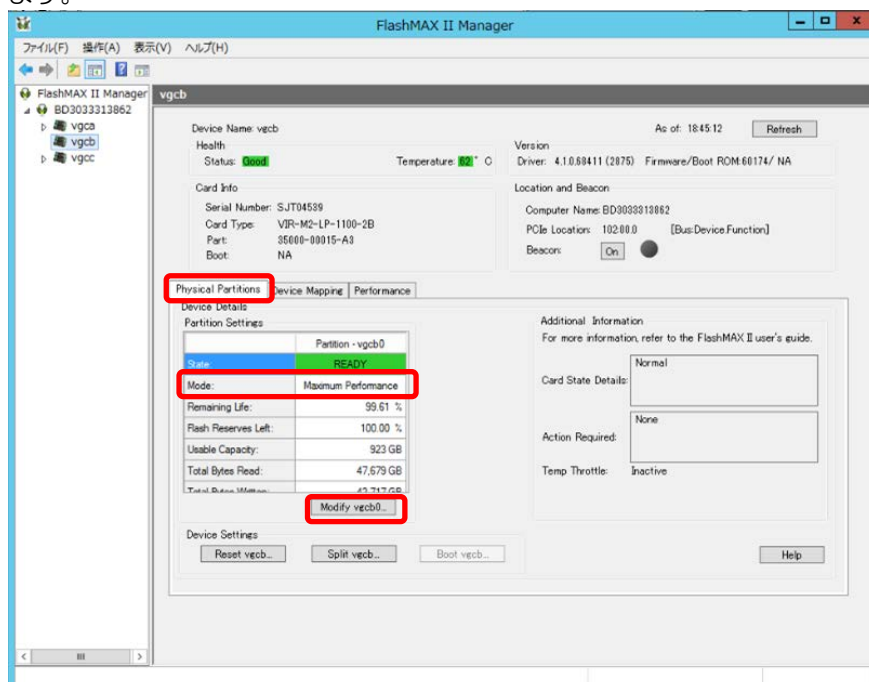 ます。
FlashMAX II Manager
ファイル(F) 操作(A) 表示(V) ヘルプ(H)
FlashMAX II Manager
BD3033313862
vgca
vgcb
vgcc
vgcb
Device Name: vgcb
As of: 18:45:12 Refresh
Health
Status: Good Temperature: 62 ° C
Version
Driver: 4.1.0.68411 (2875) Firmware/Boot ROM:60174/ NA
Card Info
Serial Number: SJT04539
Card Type: VIR-M2-LP-1100-2B
Part: 35000-00015-A3
Boot: NA
Location and Beacon
Computer Name: BD3033313862
PCIe Location: 102:00.0 [Bus:Device.Function]
Beacon: On
Physical Partitions Device Mapping Performance
Device Details
Partition Settings
Partition - vgcb0
State: READY
Mode: Maximum Performance
Remaining Life: 99.61 %
Flash Reserves Left: 100.00 %
Usable Capacity: 923 GB
Total Bytes Read: 47,679 GB
Total Bytes Written: 43,717 GB
Modify vgcb0...
Additional Information
For more information, refer to the FlashMAX II user's guide.
Card State Details: Normal
Action Required: None
Temp Throttle: Inactive
Device Settings
Reset vgcb... Split vgcb... Boot vgcb...
Help